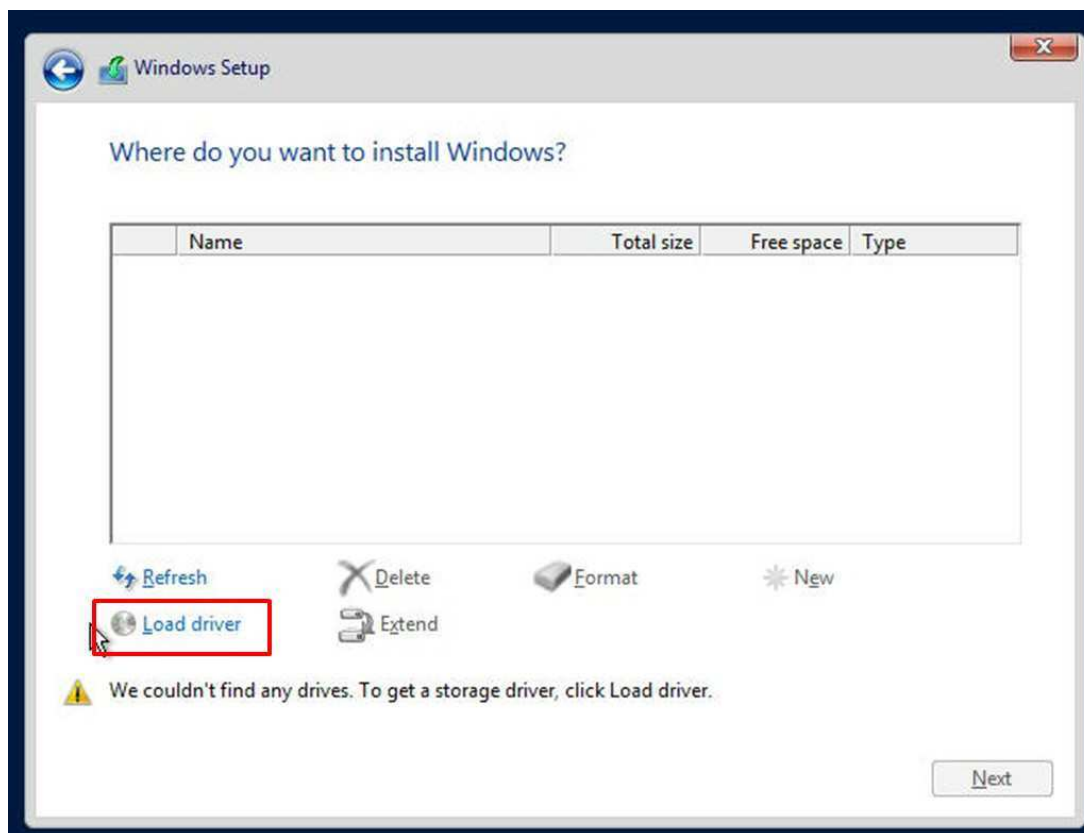 Windows Setup
Where do you want to install Windows?
Name Total size Free space Type
Refresh Delete Format New
Load driver Extend
We couldn't find any drives. To get a storage driver, click Load driver.
Next